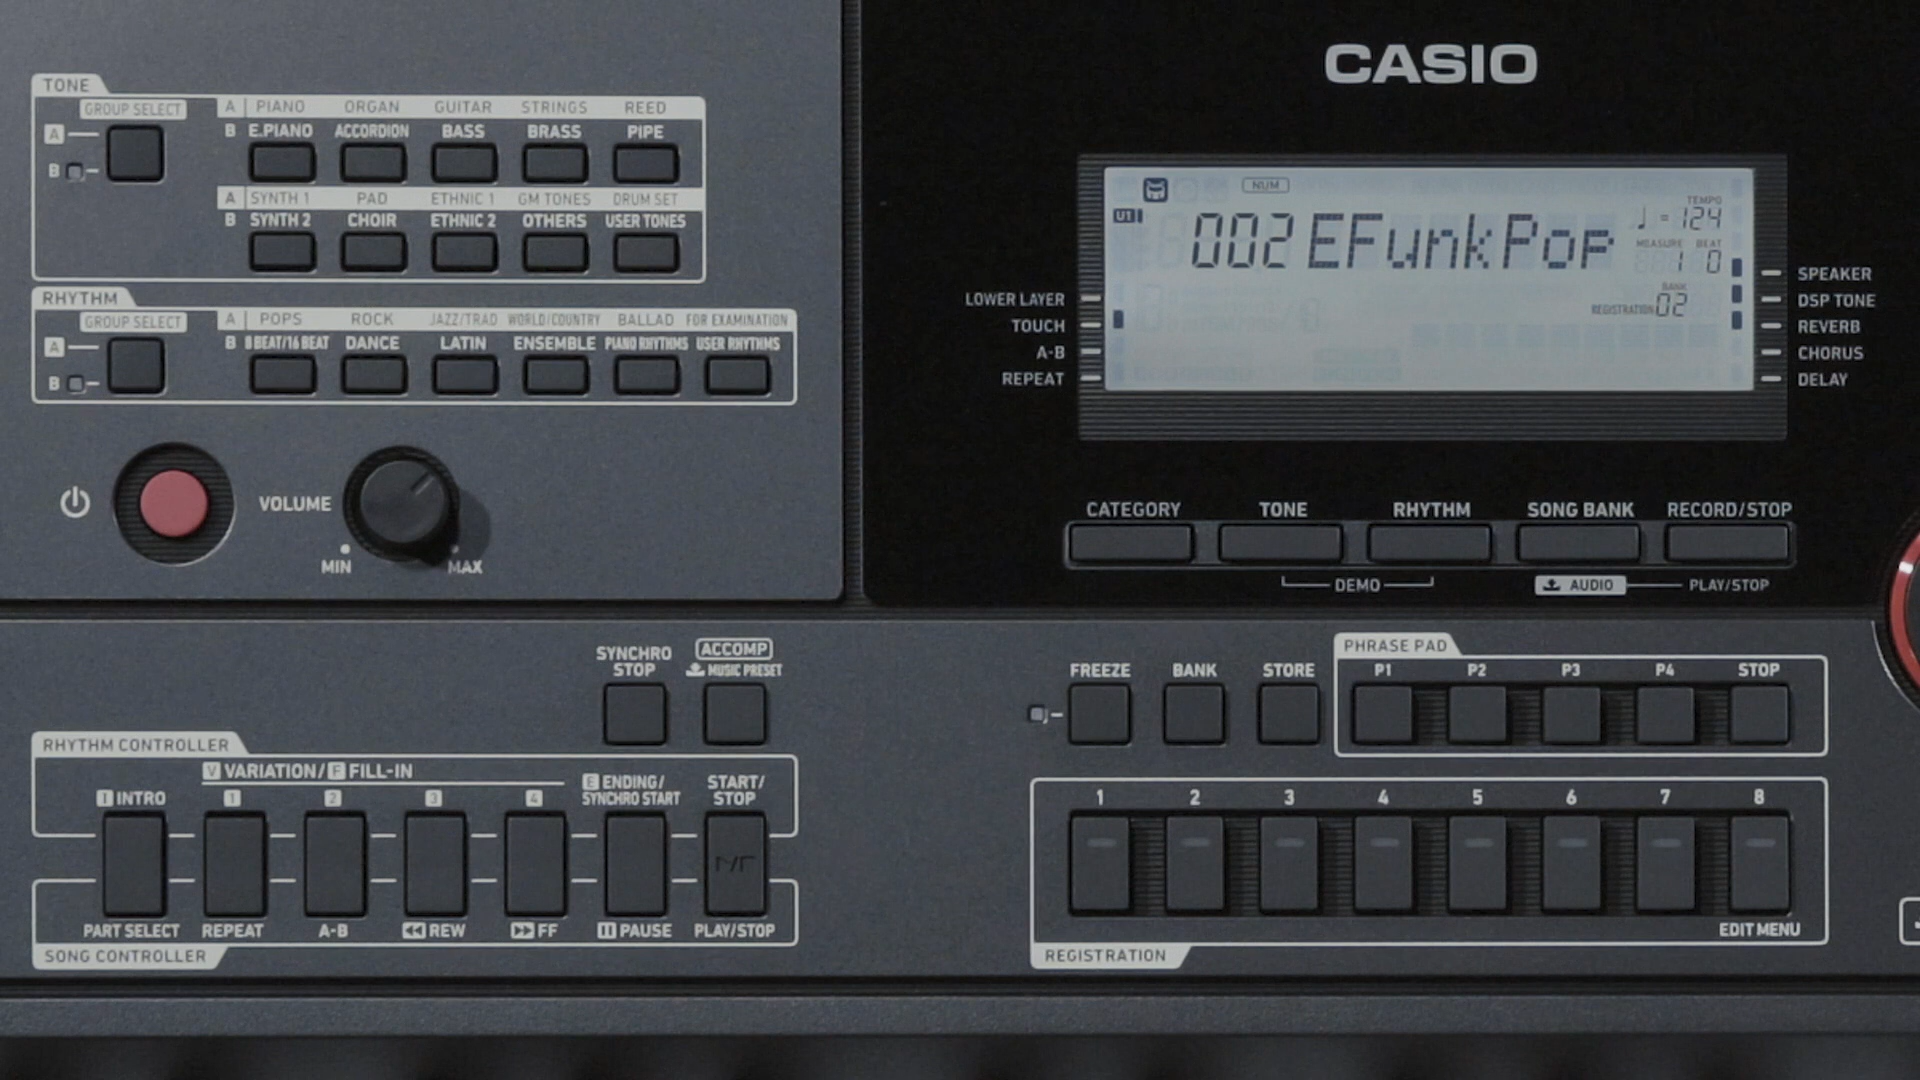 CASIO
TONE
GROUP SELECT
A
B
A PIANO ORGAN GUITAR STRINGS REED
B E.PIANO ACCORDION BASS BRASS PIPE
A SYNTH 1 PAD ETHNIC 1 GM TONES DRUM SET
B SYNTH 2 CHOIR ETHNIC 2 OTHERS USER TONES
RHYTHM
GROUP SELECT
A
B
A POPS ROCK JAZZ/TRAD WORLD/COUNTRY BALLAD FOR EXAMINATION
B 8 BEAT/16 BEAT DANCE LATIN ENSEMBLE PIANO RHYTHMS USER RHYTHMS
VOLUME
MIN MAX
NUM
U1
002 EFunkPop
TEMPO
♩ = 124
MEASURE BEAT
1 0
BANK
REGISTRATION 02
LOWER LAYER
TOUCH
A-B
REPEAT
SPEAKER
DSP TONE
REVERB
CHORUS
DELAY
CATEGORY TONE RHYTHM SONG BANK RECORD/STOP
DEMO AUDIO PLAY/STOP
SYNCHRO
STOP
ACCOMP
MUSIC PRESET
RHYTHM CONTROLLER
V VARIATION/ F FILL-IN
I INTRO 1 2 3 4
E ENDING/
SYNCHRO START
START/
STOP
PART SELECT REPEAT A-B REW FF PAUSE PLAY/STOP
SONG CONTROLLER
FREEZE BANK STORE
PHRASE PAD
P1 P2 P3 P4 STOP
1 2 3 4 5 6 7 8
EDIT MENU
REGISTRATION